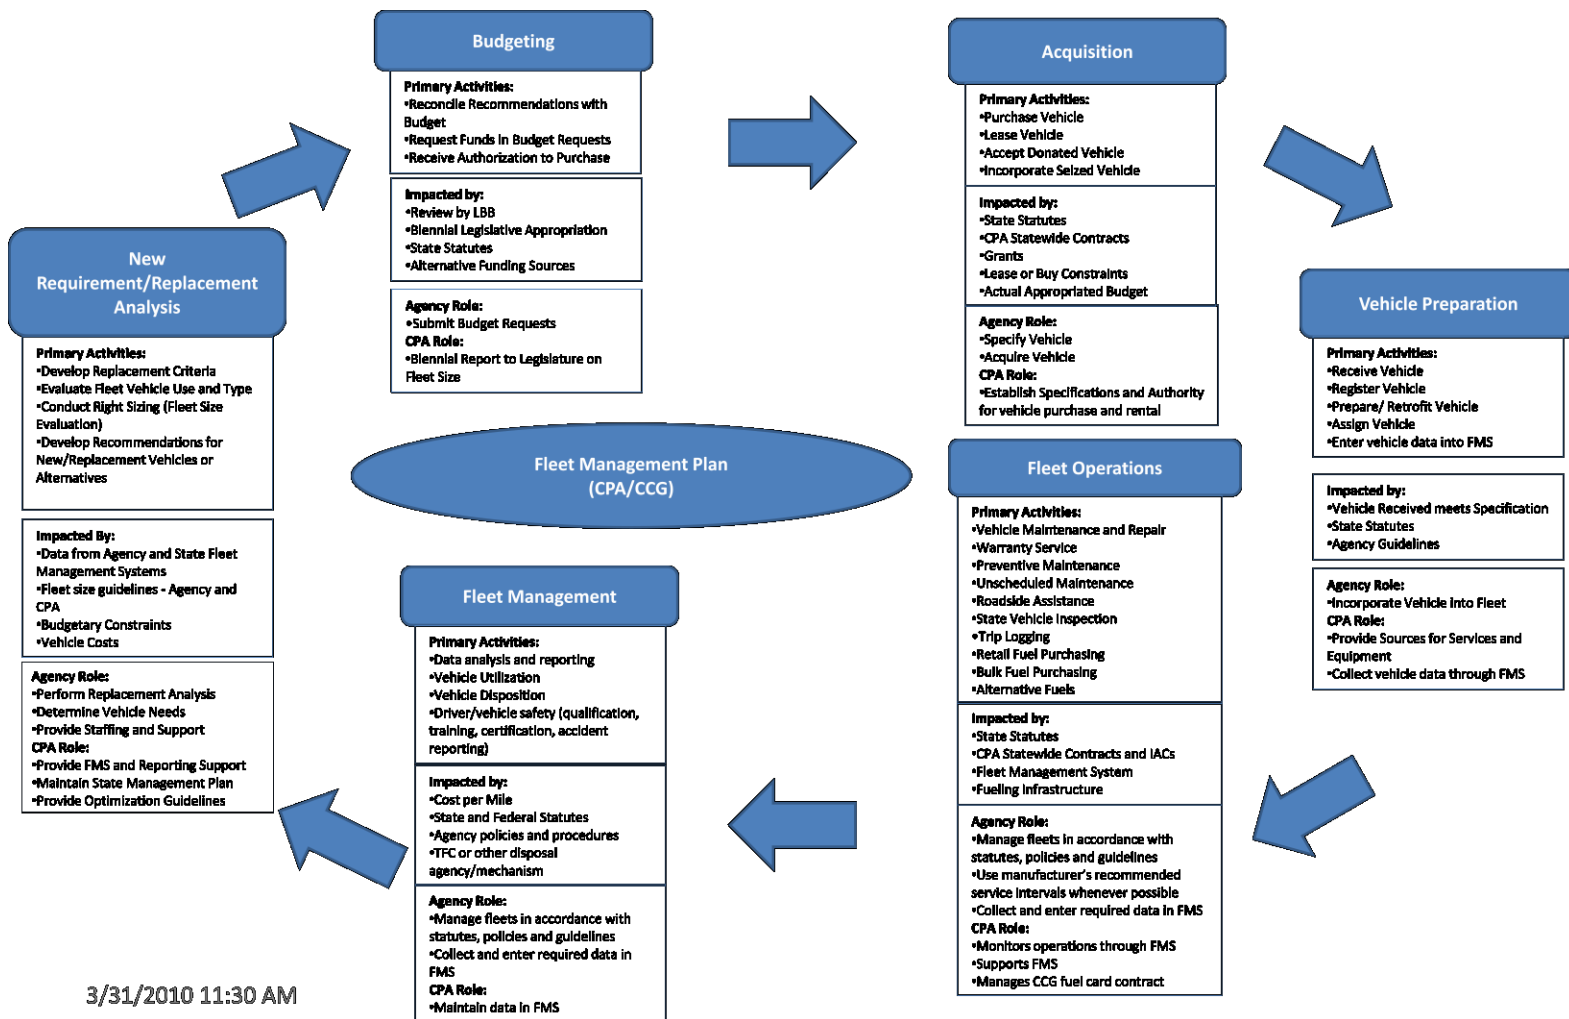 Budgeting
Primary Activities:
•Reconcile Recommendations with
Budget
•Request Funds in Budget Requests
•Receive Authorization to Purchase
Impacted by:
•Review by LBB
•Biennial Legislative Appropriation
•State Statutes
•Alternative Funding Sources
Agency Role:
•Submit Budget Requests
CPA Role:
•Biennial Report to Legislature on
Fleet Size
Acquisition
Primary Activities:
•Purchase Vehicle
•Lease Vehicle
•Accept Donated Vehicle
•Incorporate Seized Vehicle
Impacted by:
•State Statutes
•CPA Statewide Contracts
•Grants
•Lease or Buy Constraints
•Actual Appropriated Budget
Agency Role:
•Specify Vehicle
•Acquire Vehicle
CPA Role:
•Establish Specifications and Authority
for vehicle purchase and rental
Vehicle Preparation
Primary Activities:
•Receive Vehicle
•Register Vehicle
•Prepare/ Retrofit Vehicle
•Assign Vehicle
•Enter vehicle data into FMS
Impacted by:
•Vehicle Received meets Specification
•State Statutes
•Agency Guidelines
Agency Role:
•Incorporate Vehicle into Fleet
CPA Role:
•Provide Sources for Services and
Equipment
•Collect vehicle data through FMS
New
Requirement/Replacement
Analysis
Primary Activities:
•Develop Replacement Criteria
•Evaluate Fleet Vehicle Use and Type
•Conduct Right Sizing (Fleet Size
Evaluation)
•Develop Recommendations for
New/Replacement Vehicles or
Alternatives
Impacted By:
•Data from Agency and State Fleet
Management Systems
•Fleet size guidelines - Agency and
CPA
•Budgetary Constraints
•Vehicle Costs
Agency Role:
•Perform Replacement Analysis
•Determine Vehicle Needs
•Provide Staffing and Support
CPA Role:
•Provide FMS and Reporting Support
•Maintain State Management Plan
•Provide Optimization Guidelines
Fleet Management Plan
(CPA/CCG)
Fleet Management
Primary Activities:
•Data analysis and reporting
•Vehicle Utilization
•Vehicle Disposition
•Driver/vehicle safety (qualification,
training, certification, accident
reporting)
Impacted by:
•Cost per Mile
•State and Federal Statutes
•Agency policies and procedures
•TFC or other disposal
agency/mechanism
Agency Role:
•Manage fleets in accordance with
statutes, policies and guidelines
•Collect and enter required data in
FMS
CPA Role:
•Maintain data in FMS
Fleet Operations
Primary Activities:
•Vehicle Maintenance and Repair
•Warranty Service
•Preventive Maintenance
•Unscheduled Maintenance
•Roadside Assistance
•State Vehicle Inspection
•Trip Logging
•Retail Fuel Purchasing
•Bulk Fuel Purchasing
•Alternative Fuels
Impacted by:
•State Statutes
•CPA Statewide Contracts and IACs
•Fleet Management System
•Fueling Infrastructure
Agency Role:
•Manage fleets in accordance with
statutes, policies and guidelines
•Use manufacturer's recommended
service intervals whenever possible
•Collect and enter required data in FMS
CPA Role:
•Monitors operations through FMS
•Supports FMS
•Manages CCG fuel card contract
3/31/2010 11:30 AM